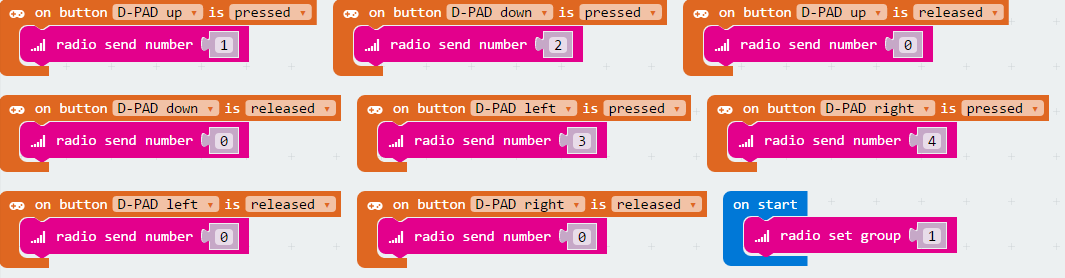 on button D-PAD up is pressed
radio send number 1
on button D-PAD down is pressed
radio send number 2
on button D-PAD up is released
radio send number 0
on button D-PAD down is released
radio send number 0
on button D-PAD left is pressed
radio send number 3
on button D-PAD right is pressed
radio send number 4
on button D-PAD left is released
radio send number 0
on button D-PAD right is released
radio send number 0
on start
radio set group 1